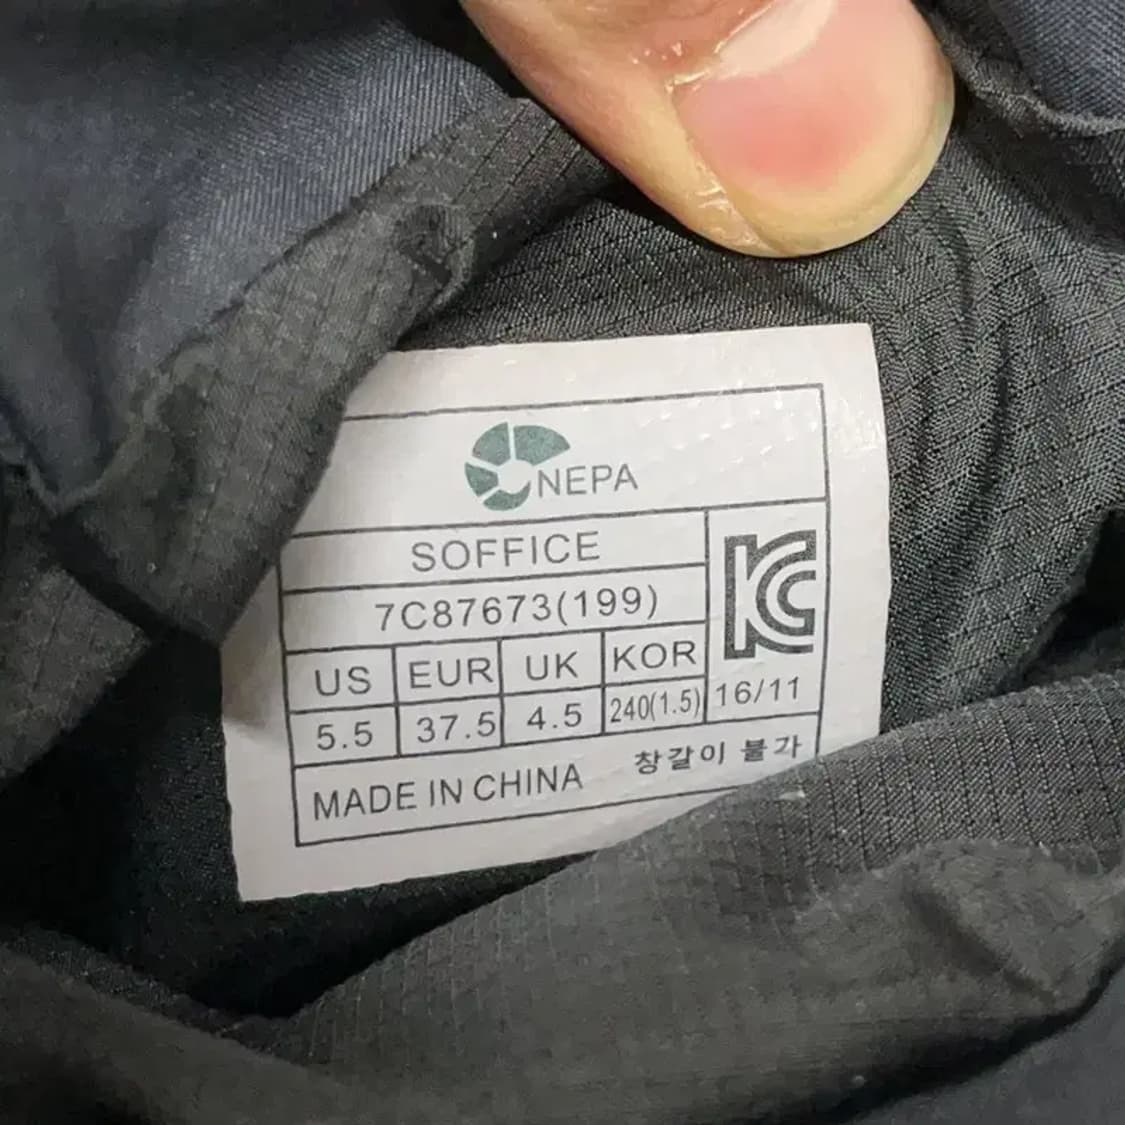 NEPA
SOFFICE
7C87673(199)
KC
US EUR UK KOR
5.5 37.5 4.5 240(1.5) 16/11
MADE IN CHINA 창갈이 불가